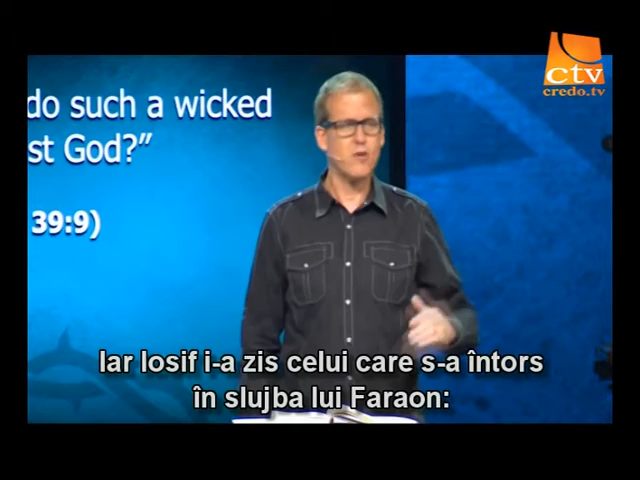 ctv
credo.tv
do such a wicked
st God?”
39:9)
Iar Iosif i-a zis celui care s-a întors
în slujba lui Faraon: